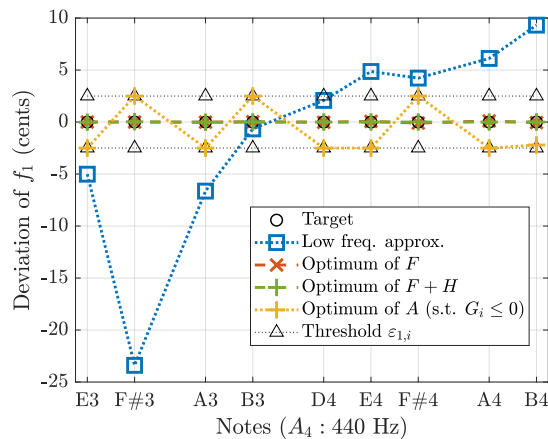 10
5
0
-5
-10
-15
-20
-25
Deviation of f₁ (cents)
Target
Low freq. approx.
Optimum of F
Optimum of F + H
Optimum of A (s.t. Gᵢ ≤ 0)
Threshold ε₁,ᵢ
E3 F#3 A3 B3 D4 E4 F#4 A4 B4
Notes (A₄ : 440 Hz)